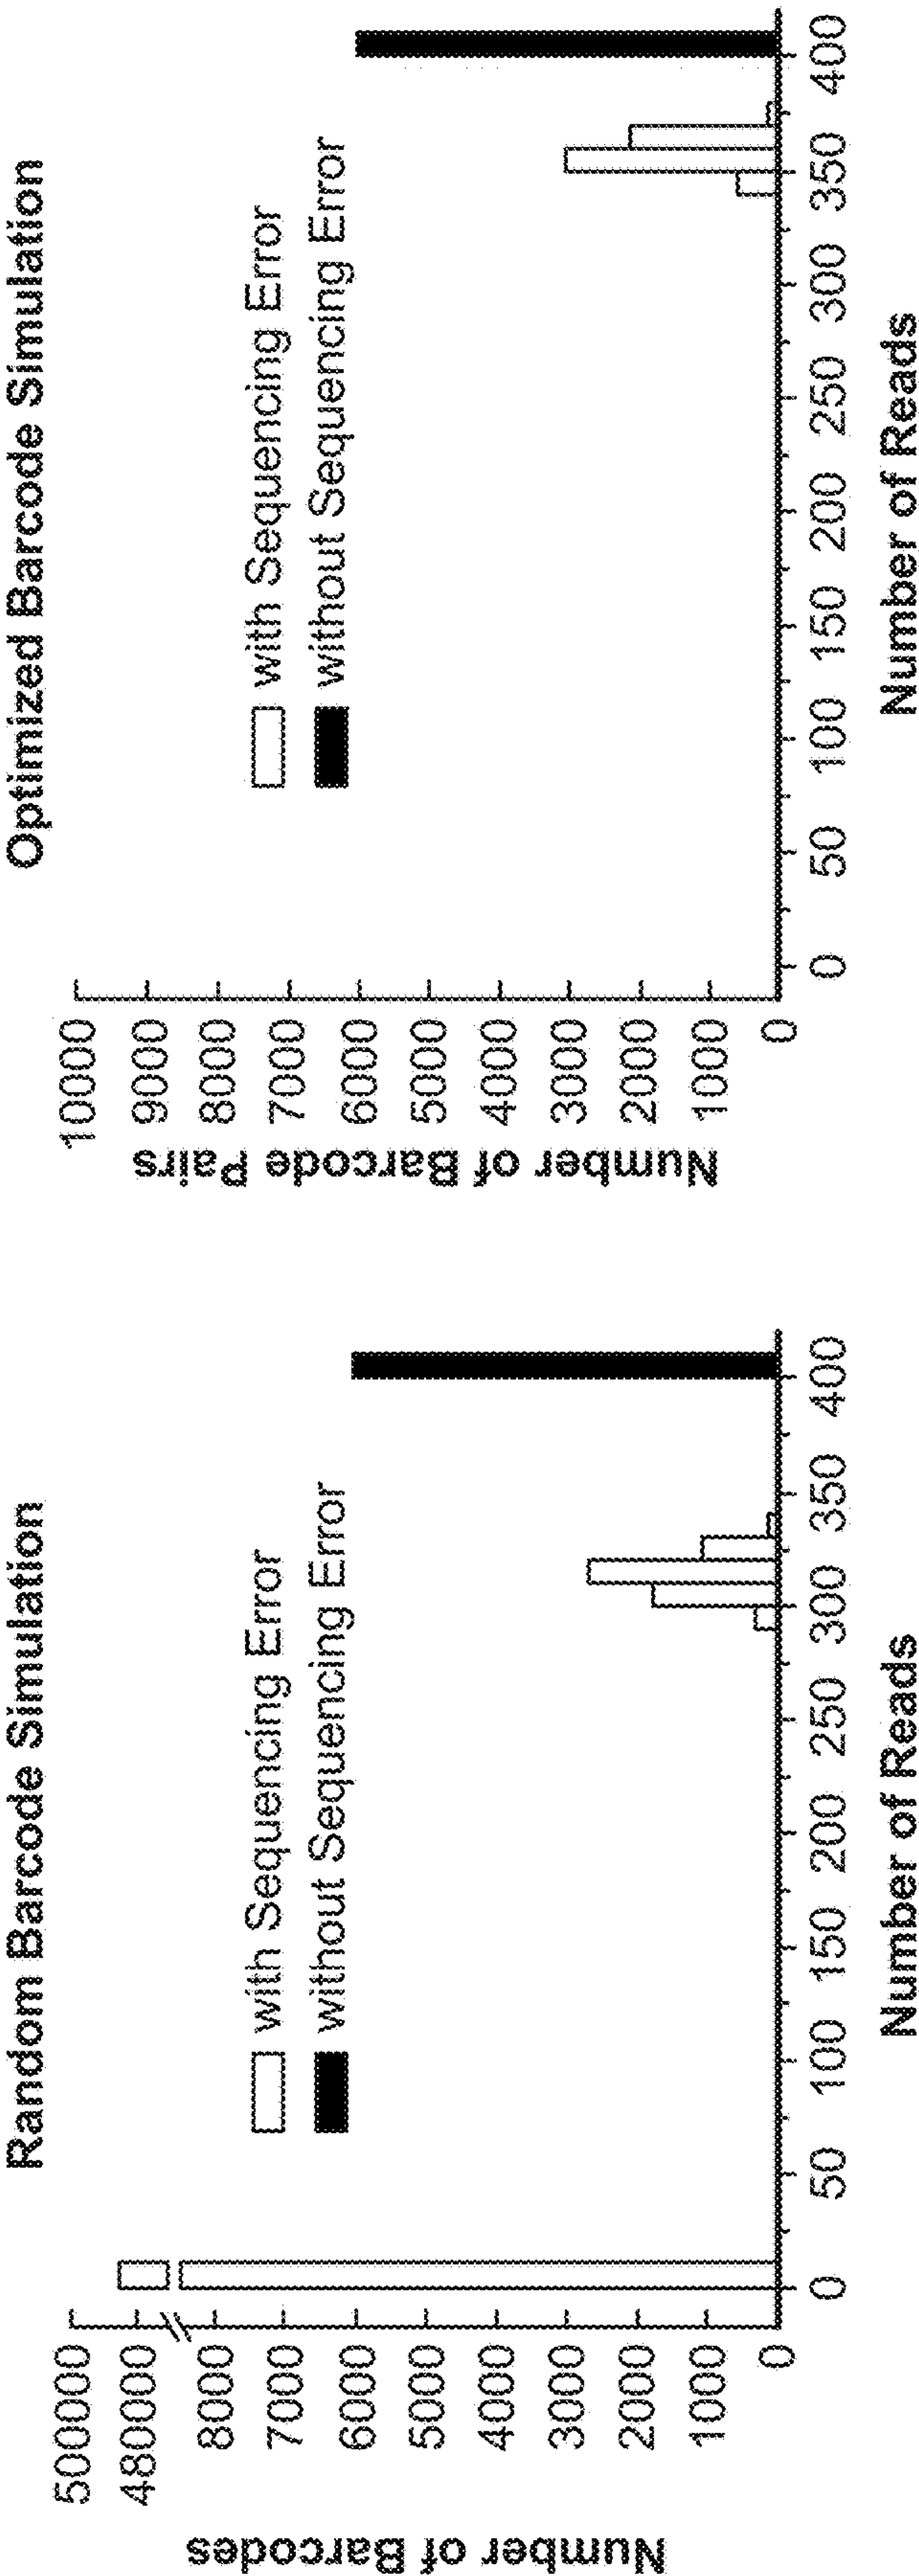 Random Barcode Simulation
Number of Barcodes
500000
480000
8000
7000
6000
5000
4000
3000
2000
1000
0
with Sequencing Error
without Sequencing Error
0 50 100 150 200 250 300 350 400
Number of Reads
Optimized Barcode Simulation
Number of Barcode Pairs
10000
9000
8000
7000
6000
5000
4000
3000
2000
1000
0
with Sequencing Error
without Sequencing Error
0 50 100 150 200 250 300 350 400
Number of Reads